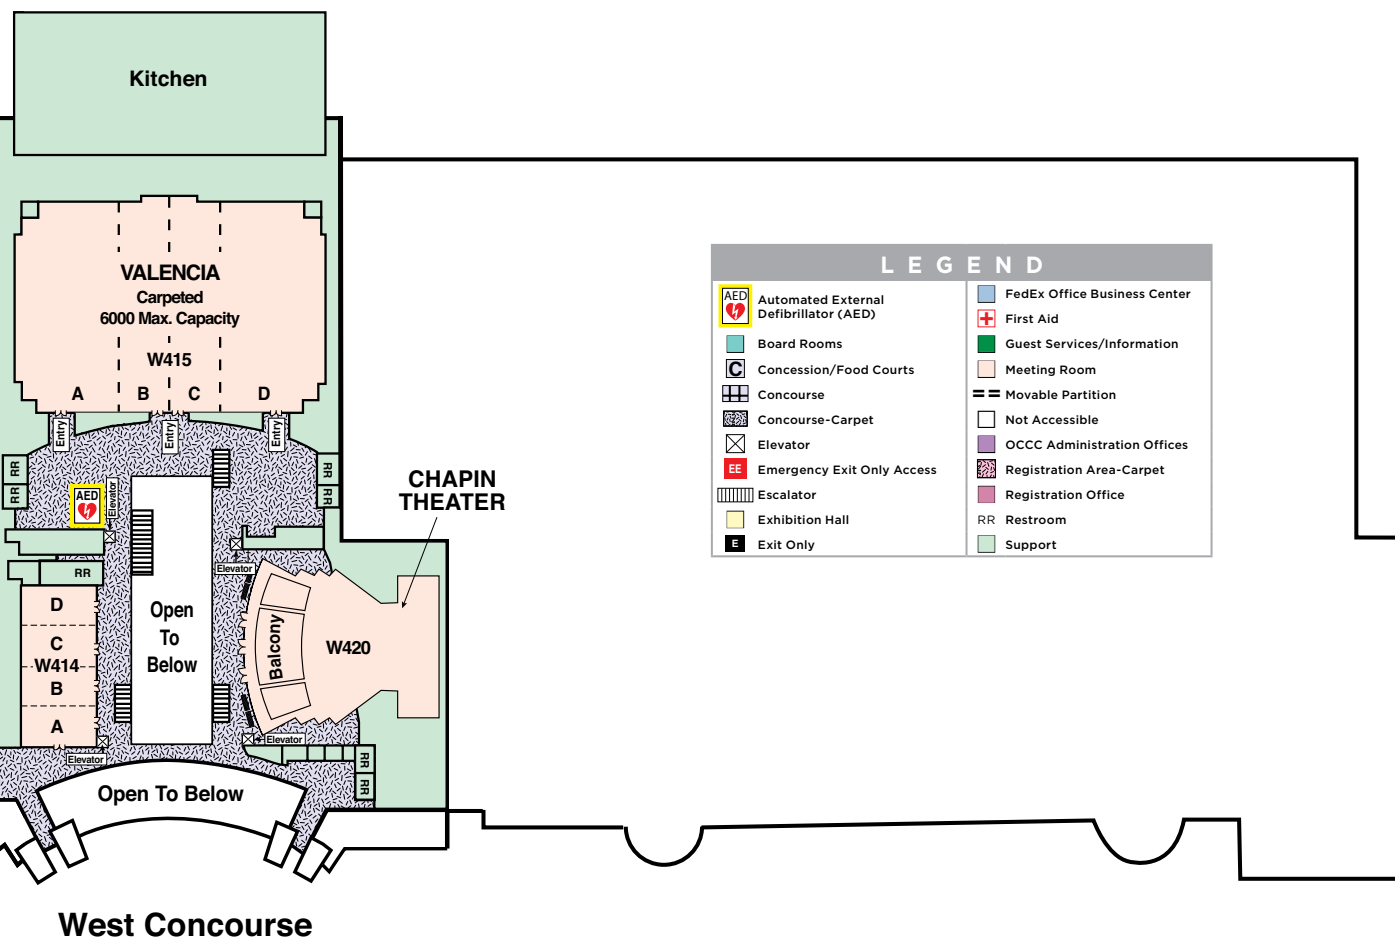 Kitchen
VALENCIA
Carpeted
6000 Max. Capacity
W415
A
B
C
D
Entry
Entry
Entry
RR
RR
RR
RR
AED
Elevator
Elevator
RR
D
C
W414
B
A
Open
To
Below
Balcony
W420
CHAPIN
THEATER
Elevator
Elevator
RR
RR
Open To Below
West Concourse
LEGEND
AED
Automated External
Defibrillator (AED)
Board Rooms
C
Concession/Food Courts
Concourse
Concourse-Carpet
Elevator
EE
Emergency Exit Only Access
Escalator
Exhibition Hall
E
Exit Only
FedEx Office Business Center
First Aid
Guest Services/Information
Meeting Room
Movable Partition
Not Accessible
OCCC Administration Offices
Registration Area-Carpet
Registration Office
RR
Restroom
Support